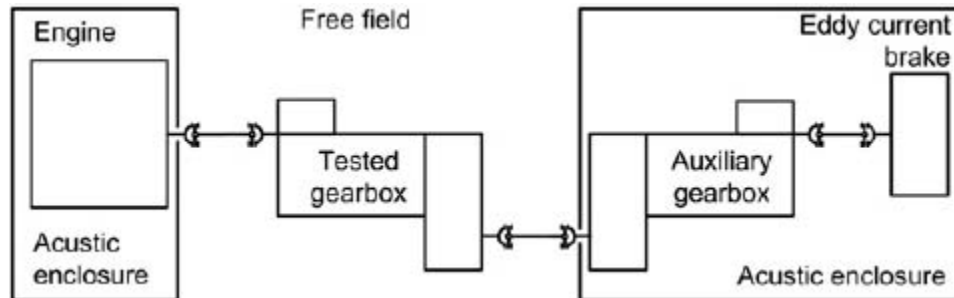 Engine
Free field
Eddy current
brake
Tested
gearbox
Auxiliary
gearbox
Acustic
enclosure
Acustic enclosure